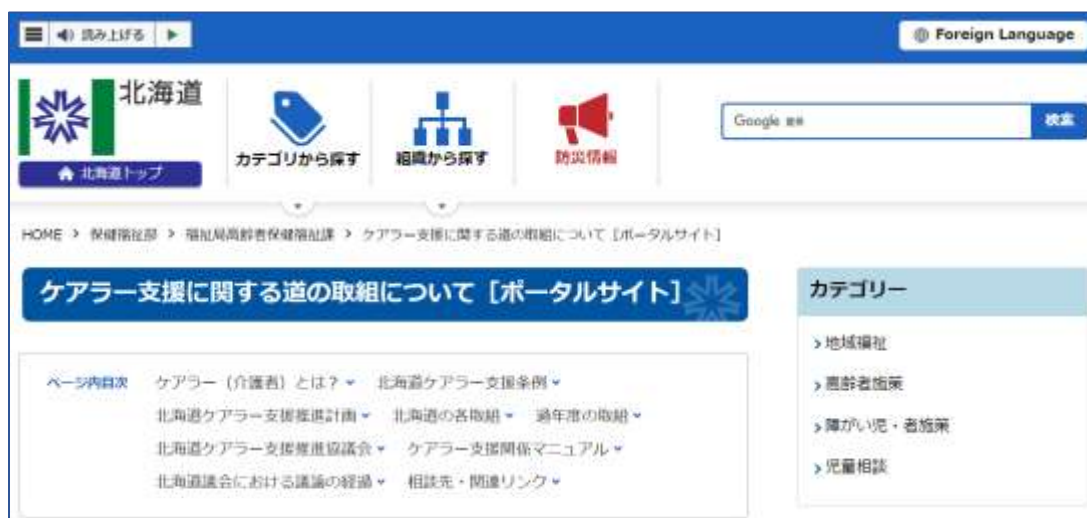 読み上げる
Foreign Language
北海道
北海道トップ
カテゴリから探す
組織から探す
防災情報
Google 検索
検索
HOME > 保健福祉部 > 福祉局高齢者保健福祉課 > ケアラー支援に関する道の取組について [ポータルサイト]
ケアラー支援に関する道の取組について [ポータルサイト]
ページ内目次
ケアラー (介護者) とは? 北海道ケアラー支援条例
北海道ケアラー支援推進計画 北海道の各取組 過年度の取組
北海道ケアラー支援推進協議会 ケアラー支援関係マニュアル
北海道議会における議論の経過 相談先・関連リンク
カテゴリー
地域福祉
高齢者施策
障がい児・者施策
児童相談